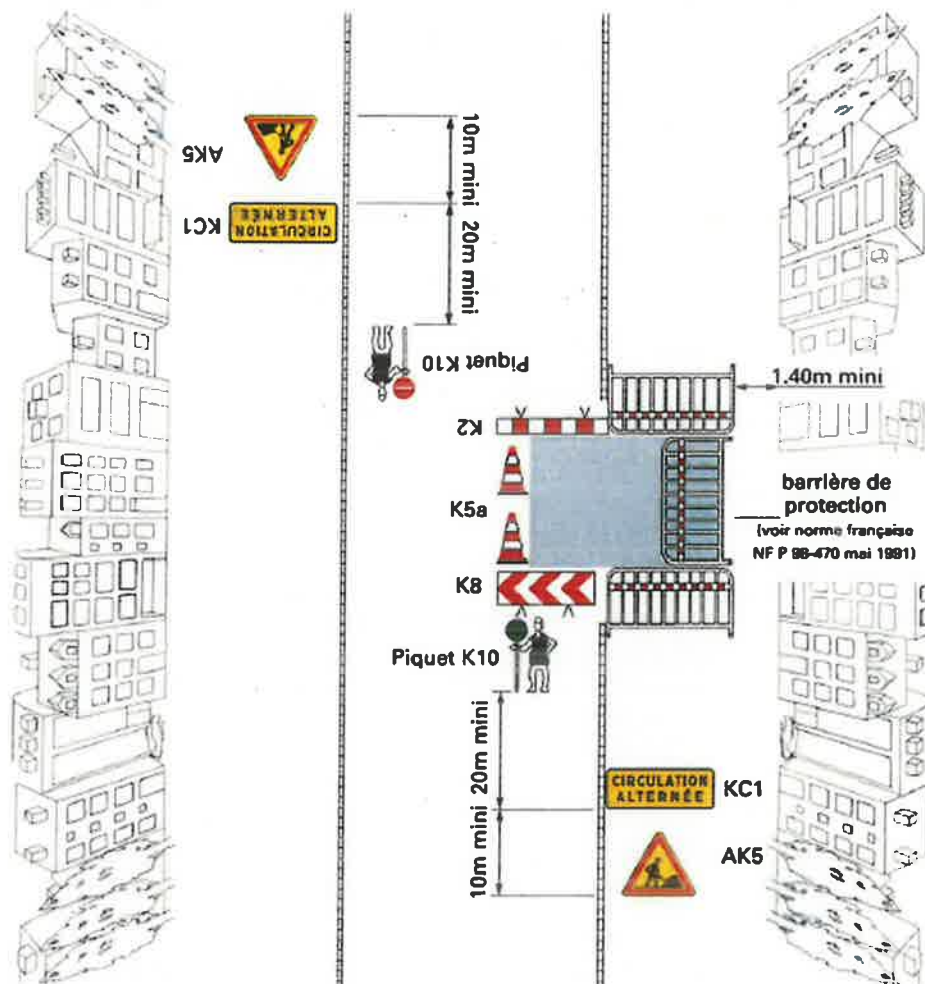 AK5
10m mini
KC1
CIRCULATION
ALTERNÉE
20m mini
Piquet K10
1.40m mini
K2
K5a
barrière de
protection
(voir norme française
NF P 98-470 mai 1991)
K8
Piquet K10
20m mini
CIRCULATION
ALTERNÉE
KC1
10m mini
AK5